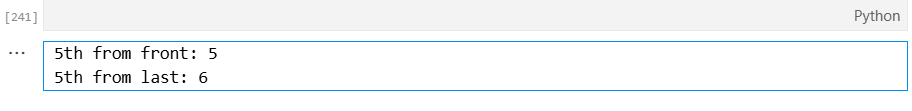 [241]
Python
5th from front: 5
5th from last: 6